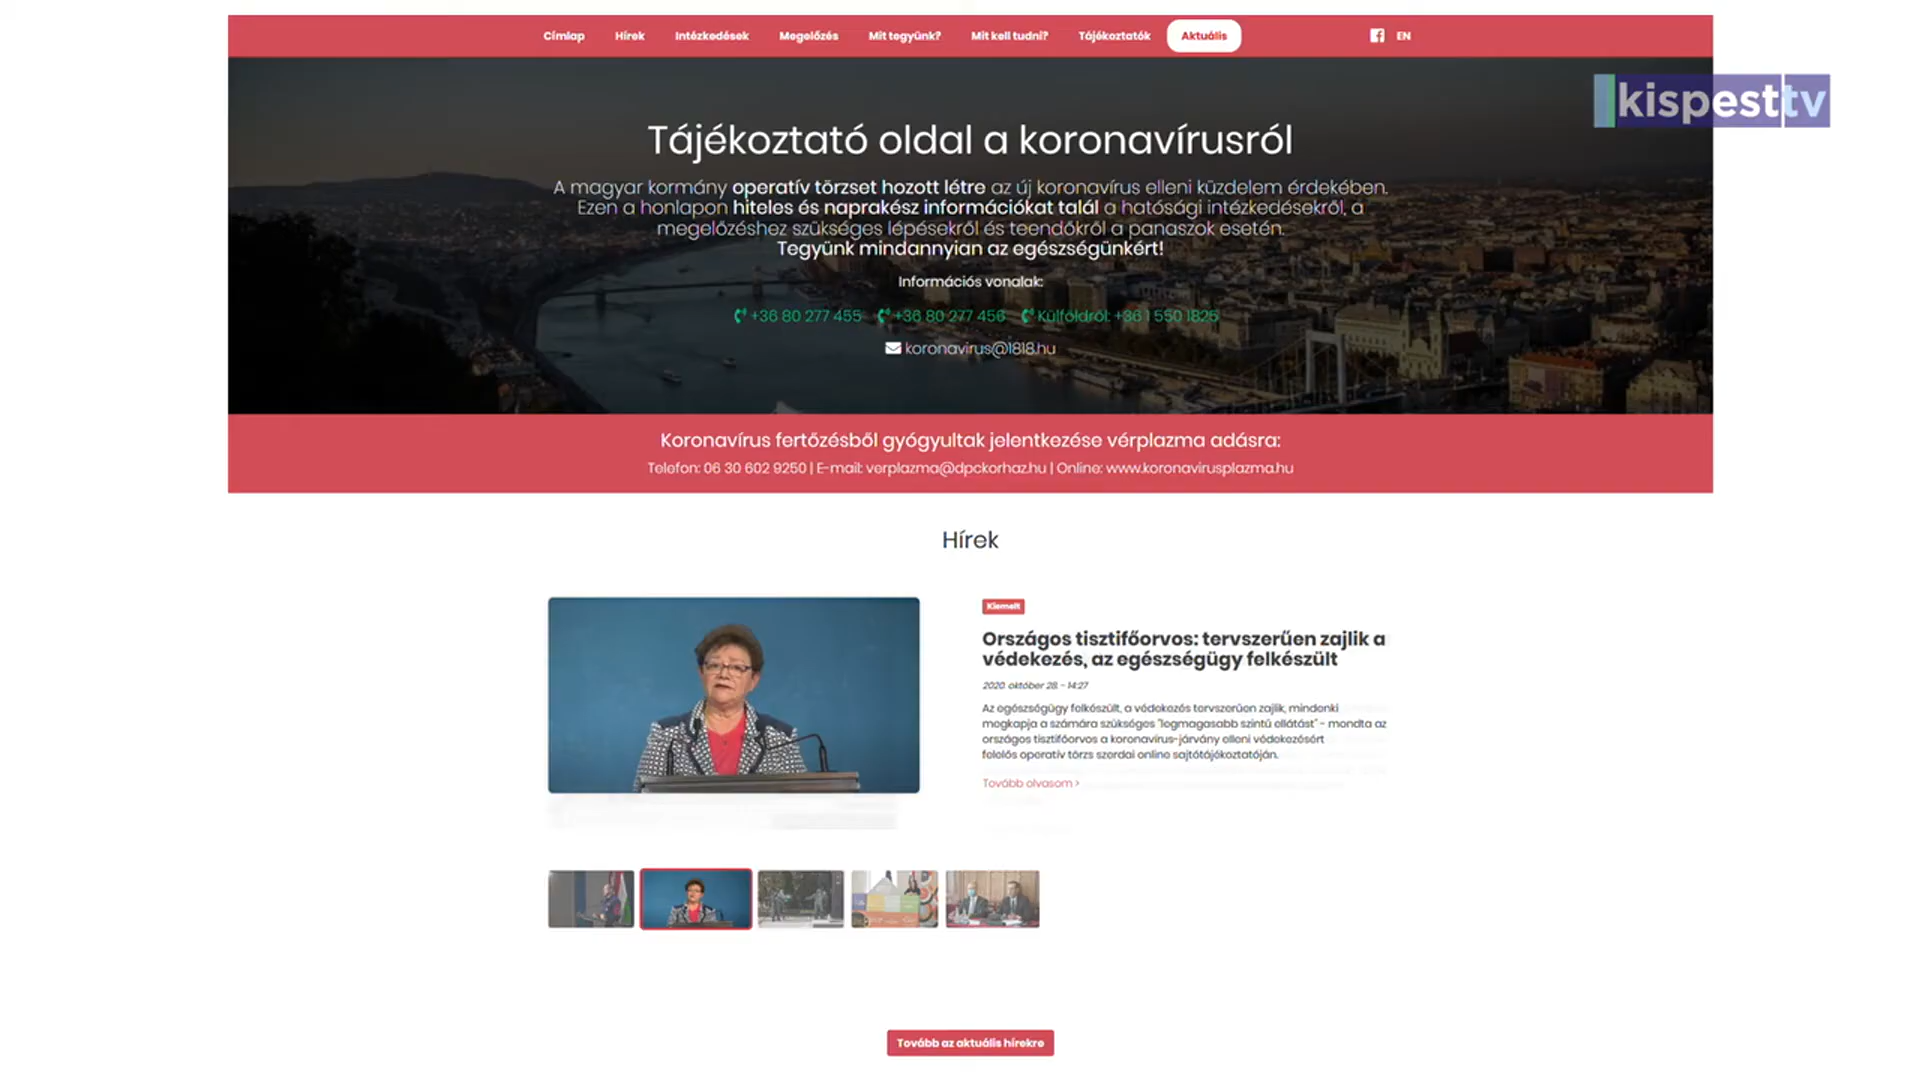 Címlap Hírek Intézkedések Megelőzés Mit tegyünk? Mit kell tudni? Tájékoztatók Aktuális EN
kispesttv
Tájékoztató oldal a koronavírusról
A magyar kormány operatív törzset hozott létre az új koronavírus elleni küzdelem érdekében.
Ezen a honlapon hiteles és naprakész információkat talál a hatósági intézkedésekről, a
megelőzéshez szükséges lépésekről és teendőkről a panaszok esetén.
Tegyünk mindannyian az egészségünkért!
Információs vonalak:
+36 80 277 455 +36 80 277 456 Külföldről: +36 1 550 1825
koronavirus@1818.hu
Koronavírus fertőzésből gyógyultak jelentkezése vérplazma adásra:
Telefon: 06 30 602 9250 | E-mail: verplazma@dpckorhaz.hu | Online: www.koronavirusplazma.hu
Hírek
Kiemelt
Országos tisztifőorvos: tervszerűen zajlik a
védekezés, az egészségügy felkészült
2020. október 28. - 14:27
Az egészségügy felkészült, a védekezés tervszerűen zajlik, mindenki
megkapja a számára szükséges "legmagasabb szintű ellátást" - mondta az
országos tisztifőorvos a koronavírus-járvány elleni védekezésért
felelős operatív törzs szerdai online sajtótájékoztatóján.
Tovább olvasom >
Tovább az aktuális hírekre